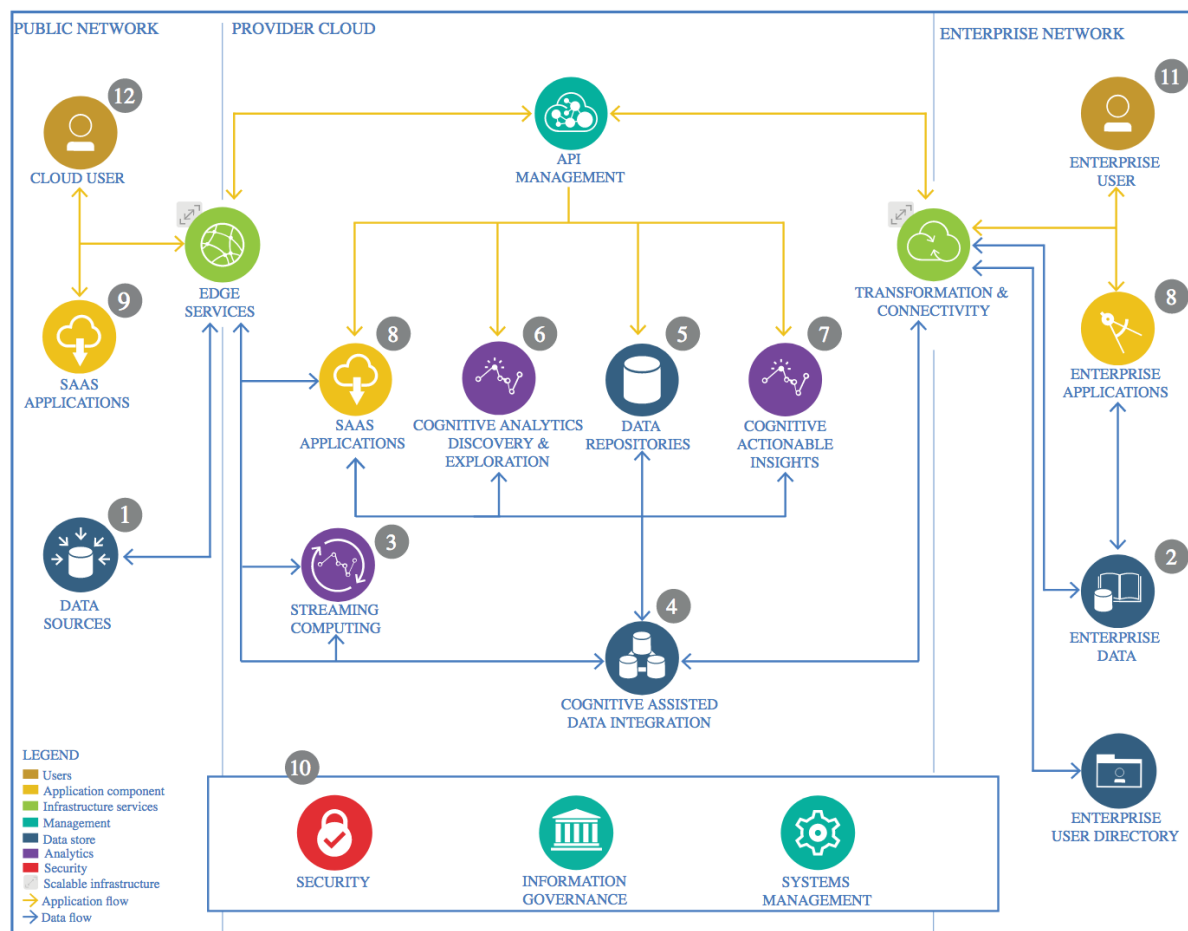 PUBLIC NETWORK
PROVIDER CLOUD
ENTERPRISE NETWORK
12
CLOUD USER
API
MANAGEMENT
11
ENTERPRISE
USER
EDGE
SERVICES
TRANSFORMATION &
CONNECTIVITY
9
SAAS
APPLICATIONS
8
SAAS
APPLICATIONS
6
COGNITIVE ANALYTICS
DISCOVERY &
EXPLORATION
5
DATA
REPOSITORIES
7
COGNITIVE
ACTIONABLE
INSIGHTS
8
ENTERPRISE
APPLICATIONS
1
DATA
SOURCES
3
STREAMING
COMPUTING
4
COGNITIVE ASSISTED
DATA INTEGRATION
2
ENTERPRISE
DATA
ENTERPRISE
USER DIRECTORY
LEGEND
Users
Application component
Infrastructure services
Management
Data store
Analytics
Security
Scalable infrastructure
Application flow
Data flow
10
SECURITY
INFORMATION
GOVERNANCE
SYSTEMS
MANAGEMENT